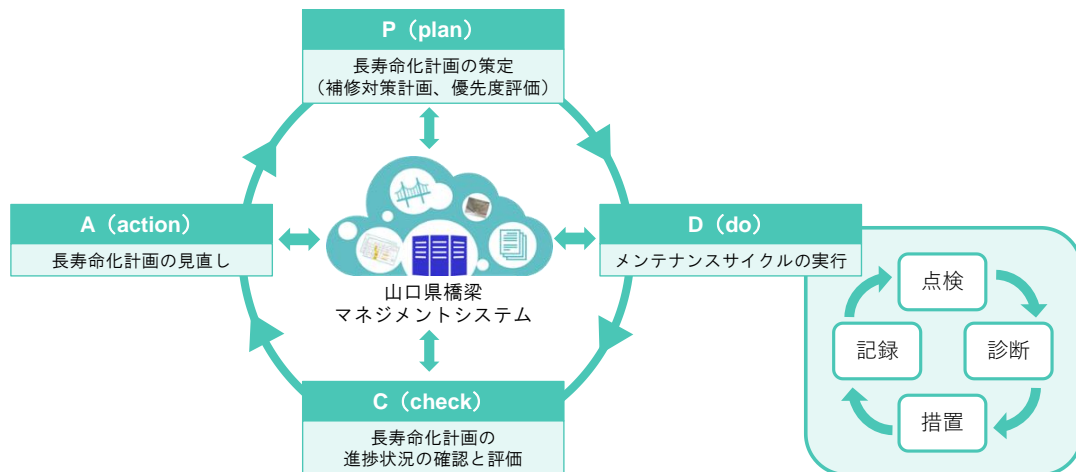 P（plan）
長寿命化計画の策定
（補修対策計画、優先度評価）
A（action）
長寿命化計画の見直し
D（do）
メンテナンスサイクルの実行
山口県橋梁
マネジメントシステム
C（check）
長寿命化計画の
進捗状況の確認と評価
点検
診断
措置
記録